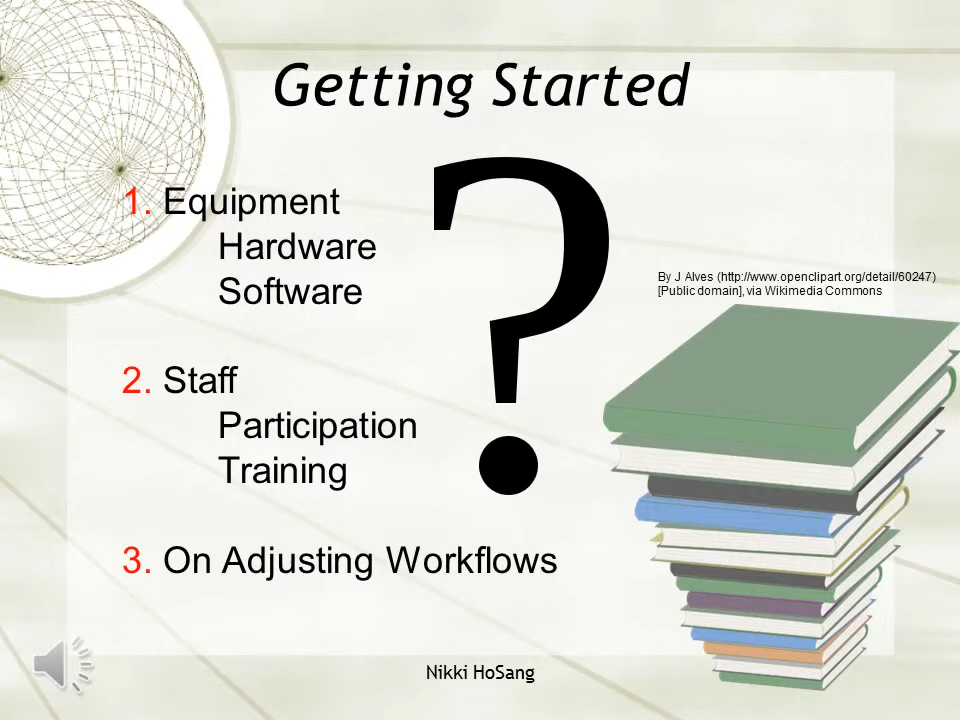 Getting Started
?
1. Equipment
Hardware
Software
By J Alves (http://www.openclipart.org/detail/60247)
[Public domain], via Wikimedia Commons
2. Staff
Participation
Training
3. On Adjusting Workflows
Nikki HoSang